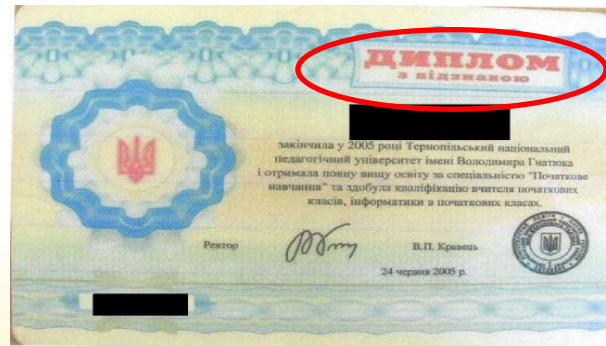 ДИПЛОМ
з відзнакою
закінчила у 2005 році Тернопільський національний
педагогічний університет імені Володимира Гнатюка
і отримала повну вищу освіту за спеціальністю "Початкове
навчання" та здобула кваліфікацію вчителя початкових
класів, інформатики в початкових класах.
Ректор
В.П. Кравець
24 червня 2005 р.